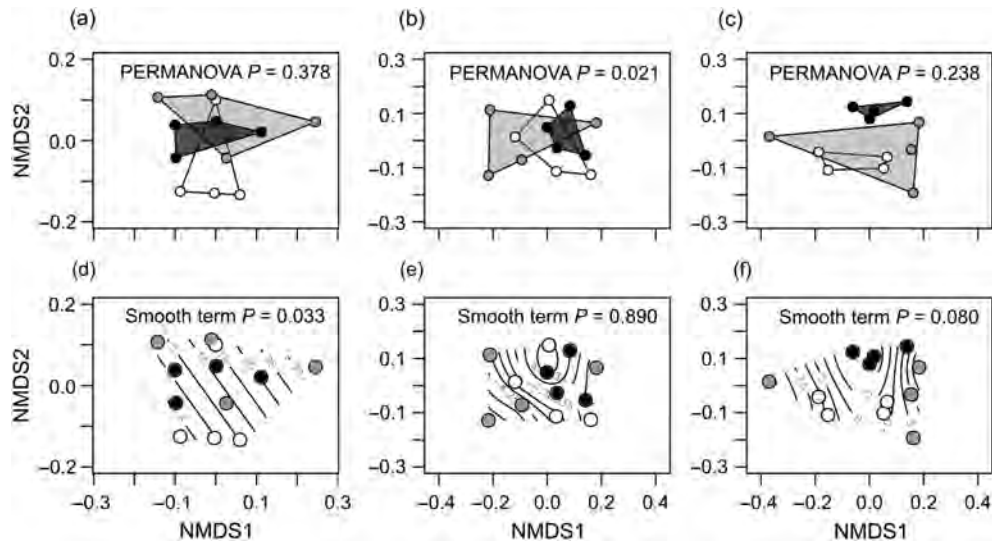 (a) (b) (c)
0.2 0.3 0.3
PERMANOVA P = 0.378 PERMANOVA P = 0.021 PERMANOVA P = 0.238
NMDS2 0.0 0.1 0.1
−0.1 −0.1
−0.2 −0.3 −0.3
(d) (e) (f)
0.2 0.3 0.3
Smooth term P = 0.033 Smooth term P = 0.890 Smooth term P = 0.080
NMDS2 0.0 0.1 0.1
−0.1 −0.1
−0.2 −0.3 −0.3
−0.3 −0.1 0.1 0.3 −0.4 −0.2 0.0 0.2 0.4 −0.4 −0.2 0.0 0.2 0.4
NMDS1 NMDS1 NMDS1